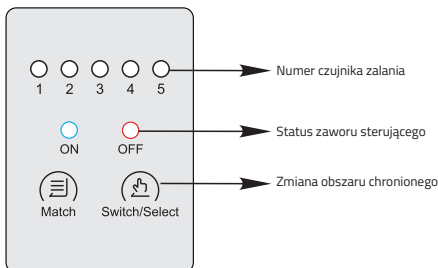 Numer czujnika zalania
1 2 3 4 5
Status zaworu sterującego
ON OFF
Zmiana obszaru chronionego
Match Switch/Select